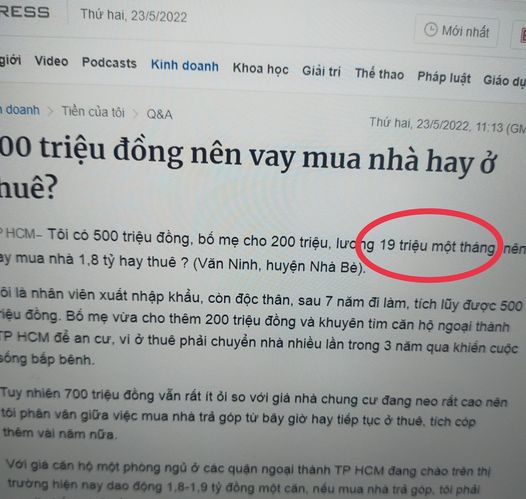 RESS Thứ hai, 23/5/2022
Mới nhất
giới Video Podcasts Kinh doanh Khoa học Giải trí Thể thao Pháp luật Giáo dụ
doanh > Tiền của tôi > Q&A
Thứ hai, 23/5/2022, 11:13 (GM
00 triệu đồng nên vay mua nhà hay ở
huê?
P HCM– Tôi có 500 triệu đồng, bố mẹ cho 200 triệu, lương 19 triệu một tháng nên
ay mua nhà 1,8 tỷ hay thuê ? (Văn Ninh, huyện Nhà Bè).
ôi là nhân viên xuất nhập khẩu, còn độc thân, sau 7 năm đi làm, tích lũy được 500
riệu đồng. Bố mẹ vừa cho thêm 200 triệu đồng và khuyên tìm căn hộ ngoại thành
TP HCM để an cư, vì ở thuê phải chuyển nhà nhiều lần trong 3 năm qua khiến cuộc
sống bấp bênh.
Tuy nhiên 700 triệu đồng vẫn rất ít ỏi so với giá nhà chung cư đang neo rất cao nên
tôi phân vân giữa việc mua nhà trả góp từ bây giờ hay tiếp tục ở thuê, tích cóp
thêm vài năm nữa.
Với giá căn hộ một phòng ngủ ở các quận ngoại thành TP HCM đang chào trên thị
trường hiện nay dao động 1,8-1,9 tỷ đồng một căn, nếu mua nhà trả góp, tôi phải